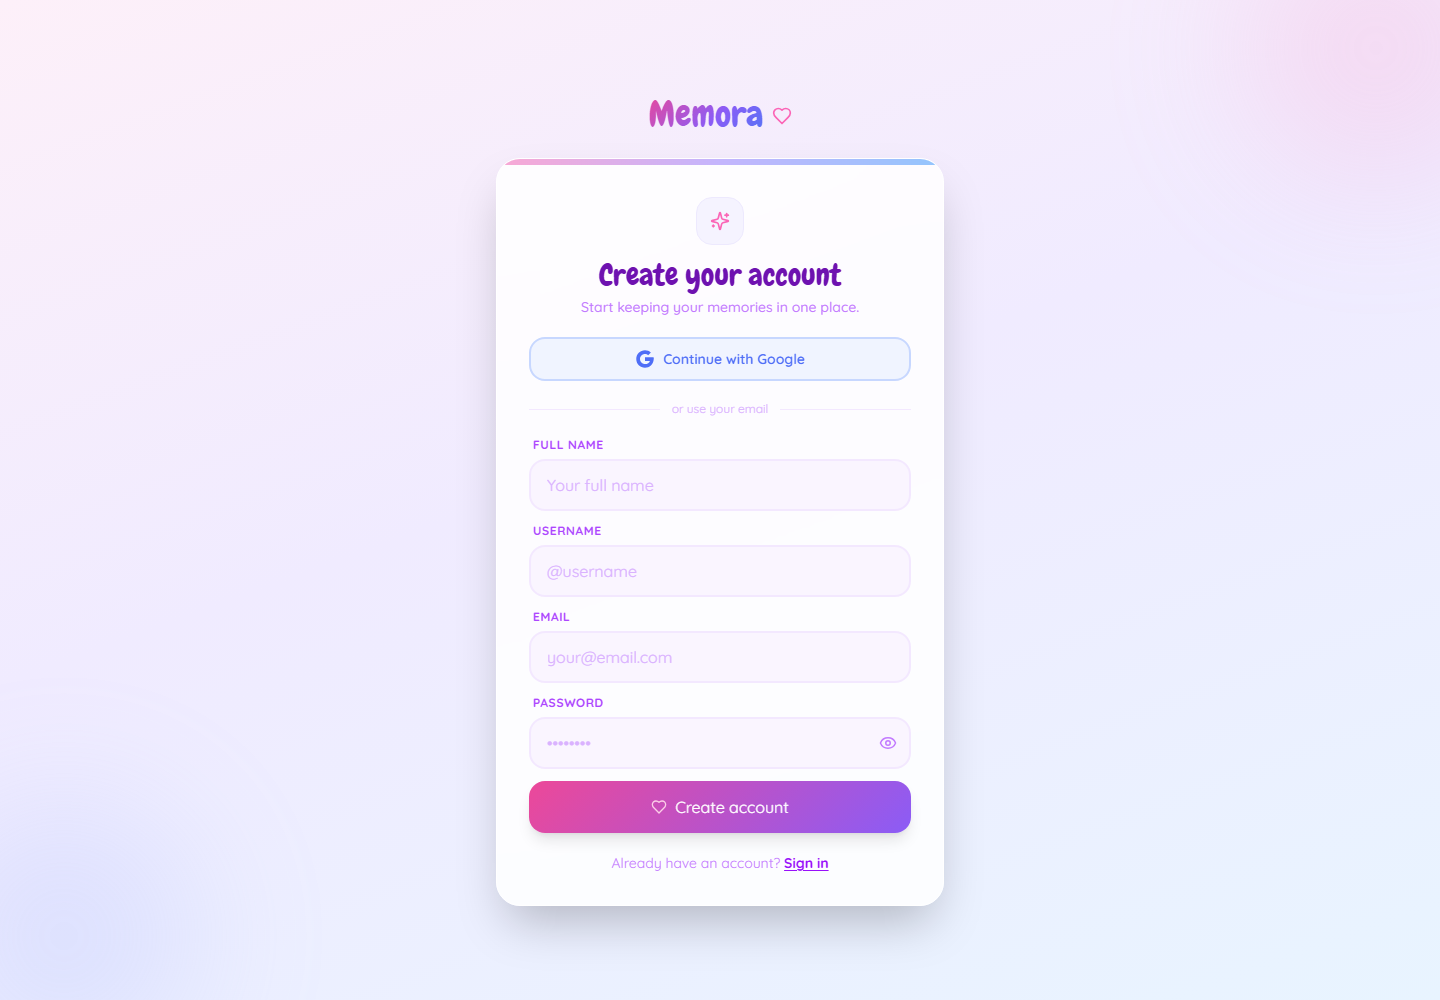 Memora
Create your account
Start keeping your memories in one place.
Continue with Google
or use your email
FULL NAME
Your full name
USERNAME
@username
EMAIL
your@email.com
PASSWORD
••••••••
Create account
Already have an account? Sign in